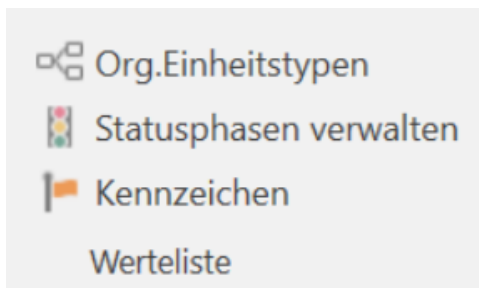 Org.Einheitstypen
Statusphasen verwalten
Kennzeichen
Werteliste